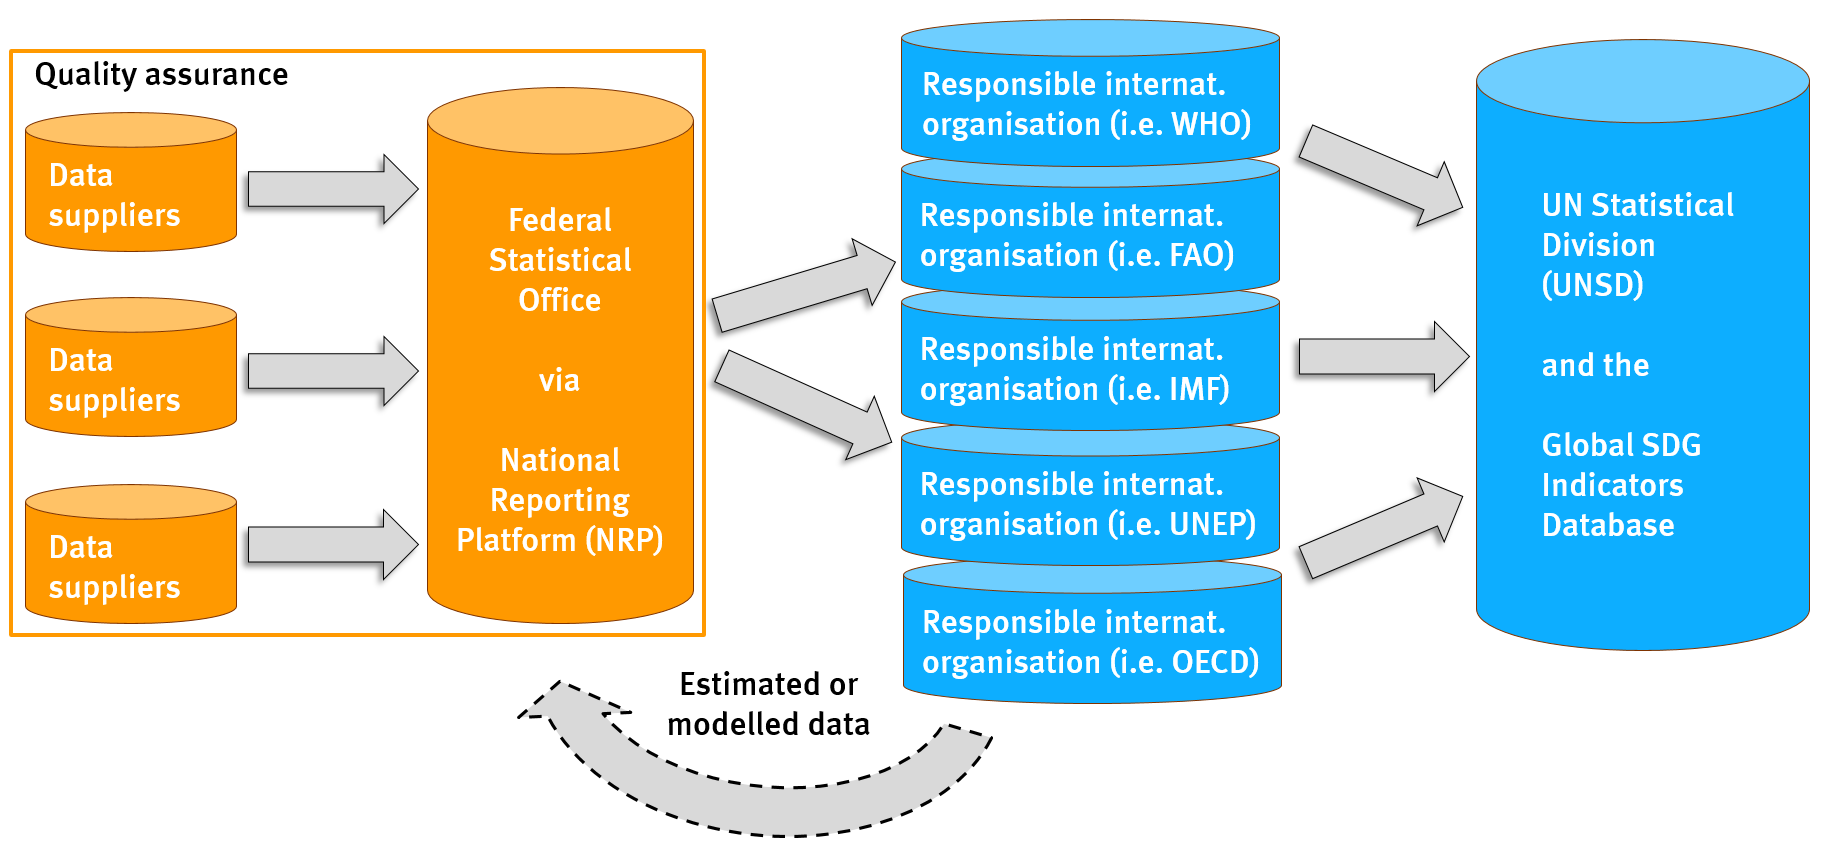 Quality assurance
Data
suppliers
Data
suppliers
Data
suppliers
Federal
Statistical
Office
via
National
Reporting
Platform (NRP)
Responsible internat.
organisation (i.e. WHO)
Responsible internat.
organisation (i.e. FAO)
Responsible internat.
organisation (i.e. IMF)
Responsible internat.
organisation (i.e. UNEP)
Responsible internat.
organisation (i.e. OECD)
UN Statistical
Division
(UNSD)
and the
Global SDG
Indicators
Database
Estimated or
modelled data